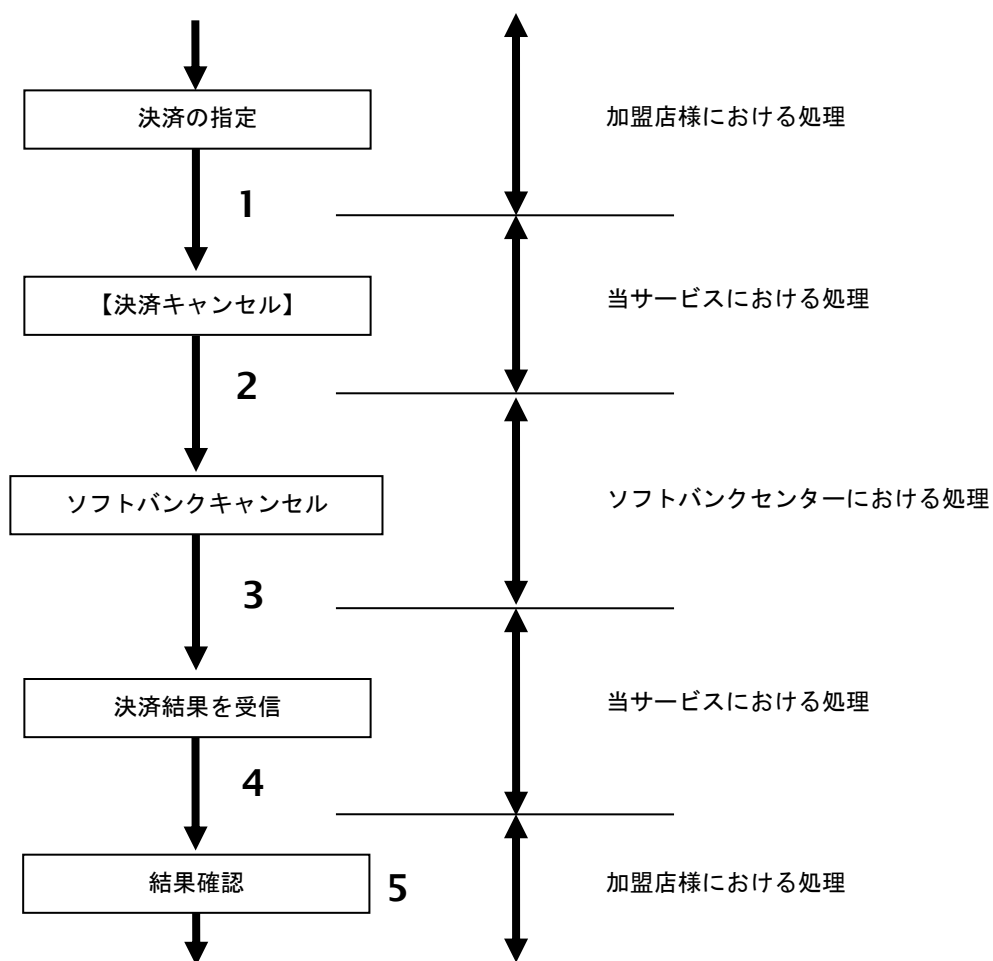 決済の指定
加盟店様における処理
1
【決済キャンセル】
当サービスにおける処理
2
ソフトバンクキャンセル
ソフトバンクセンターにおける処理
3
決済結果を受信
当サービスにおける処理
4
結果確認
5
加盟店様における処理